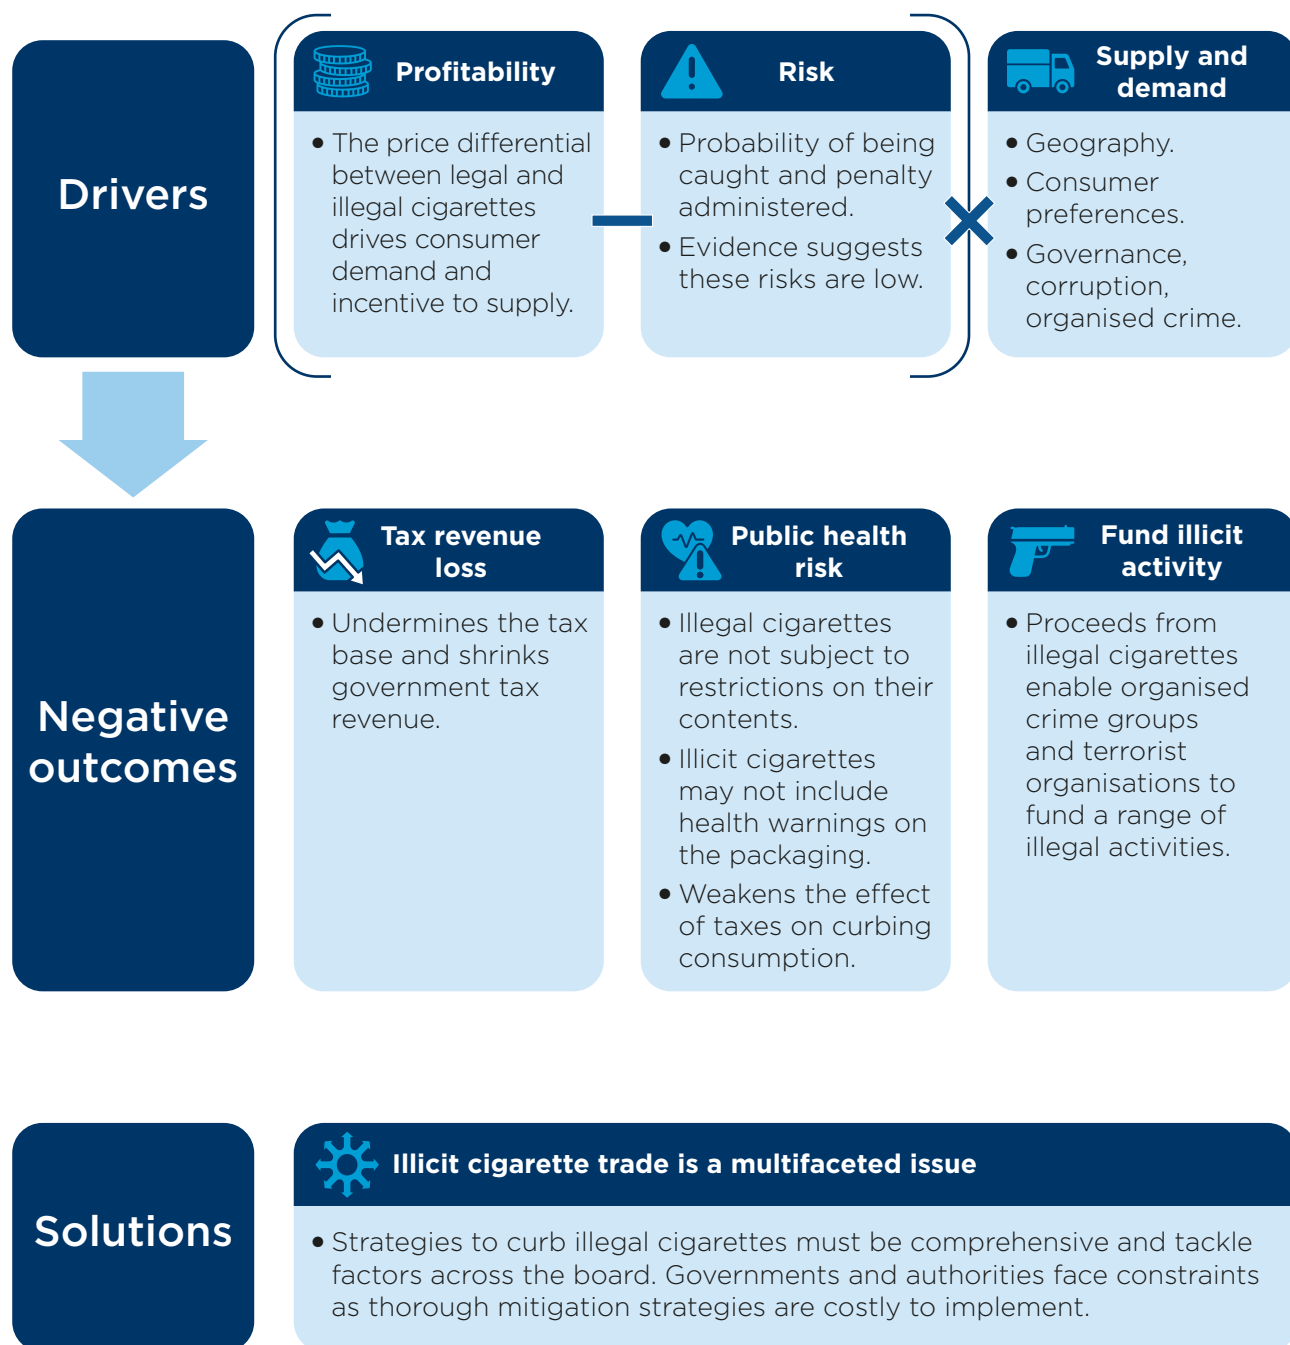 Drivers
Profitability
• The price differential
between legal and
illegal cigarettes
drives consumer
demand and
incentive to supply.
Risk
• Probability of being
caught and penalty
administered.
• Evidence suggests
these risks are low.
Supply and
demand
• Geography.
• Consumer
preferences.
• Governance,
corruption,
organised crime.
Negative
outcomes
Tax revenue
loss
• Undermines the tax
base and shrinks
government tax
revenue.
Public health
risk
• Illegal cigarettes
are not subject to
restrictions on their
contents.
• Illicit cigarettes
may not include
health warnings on
the packaging.
• Weakens the effect
of taxes on curbing
consumption.
Fund illicit
activity
• Proceeds from
illegal cigarettes
enable organised
crime groups
and terrorist
organisations to
fund a range of
illegal activities.
Solutions
Illicit cigarette trade is a multifaceted issue
• Strategies to curb illegal cigarettes must be comprehensive and tackle
factors across the board. Governments and authorities face constraints
as thorough mitigation strategies are costly to implement.